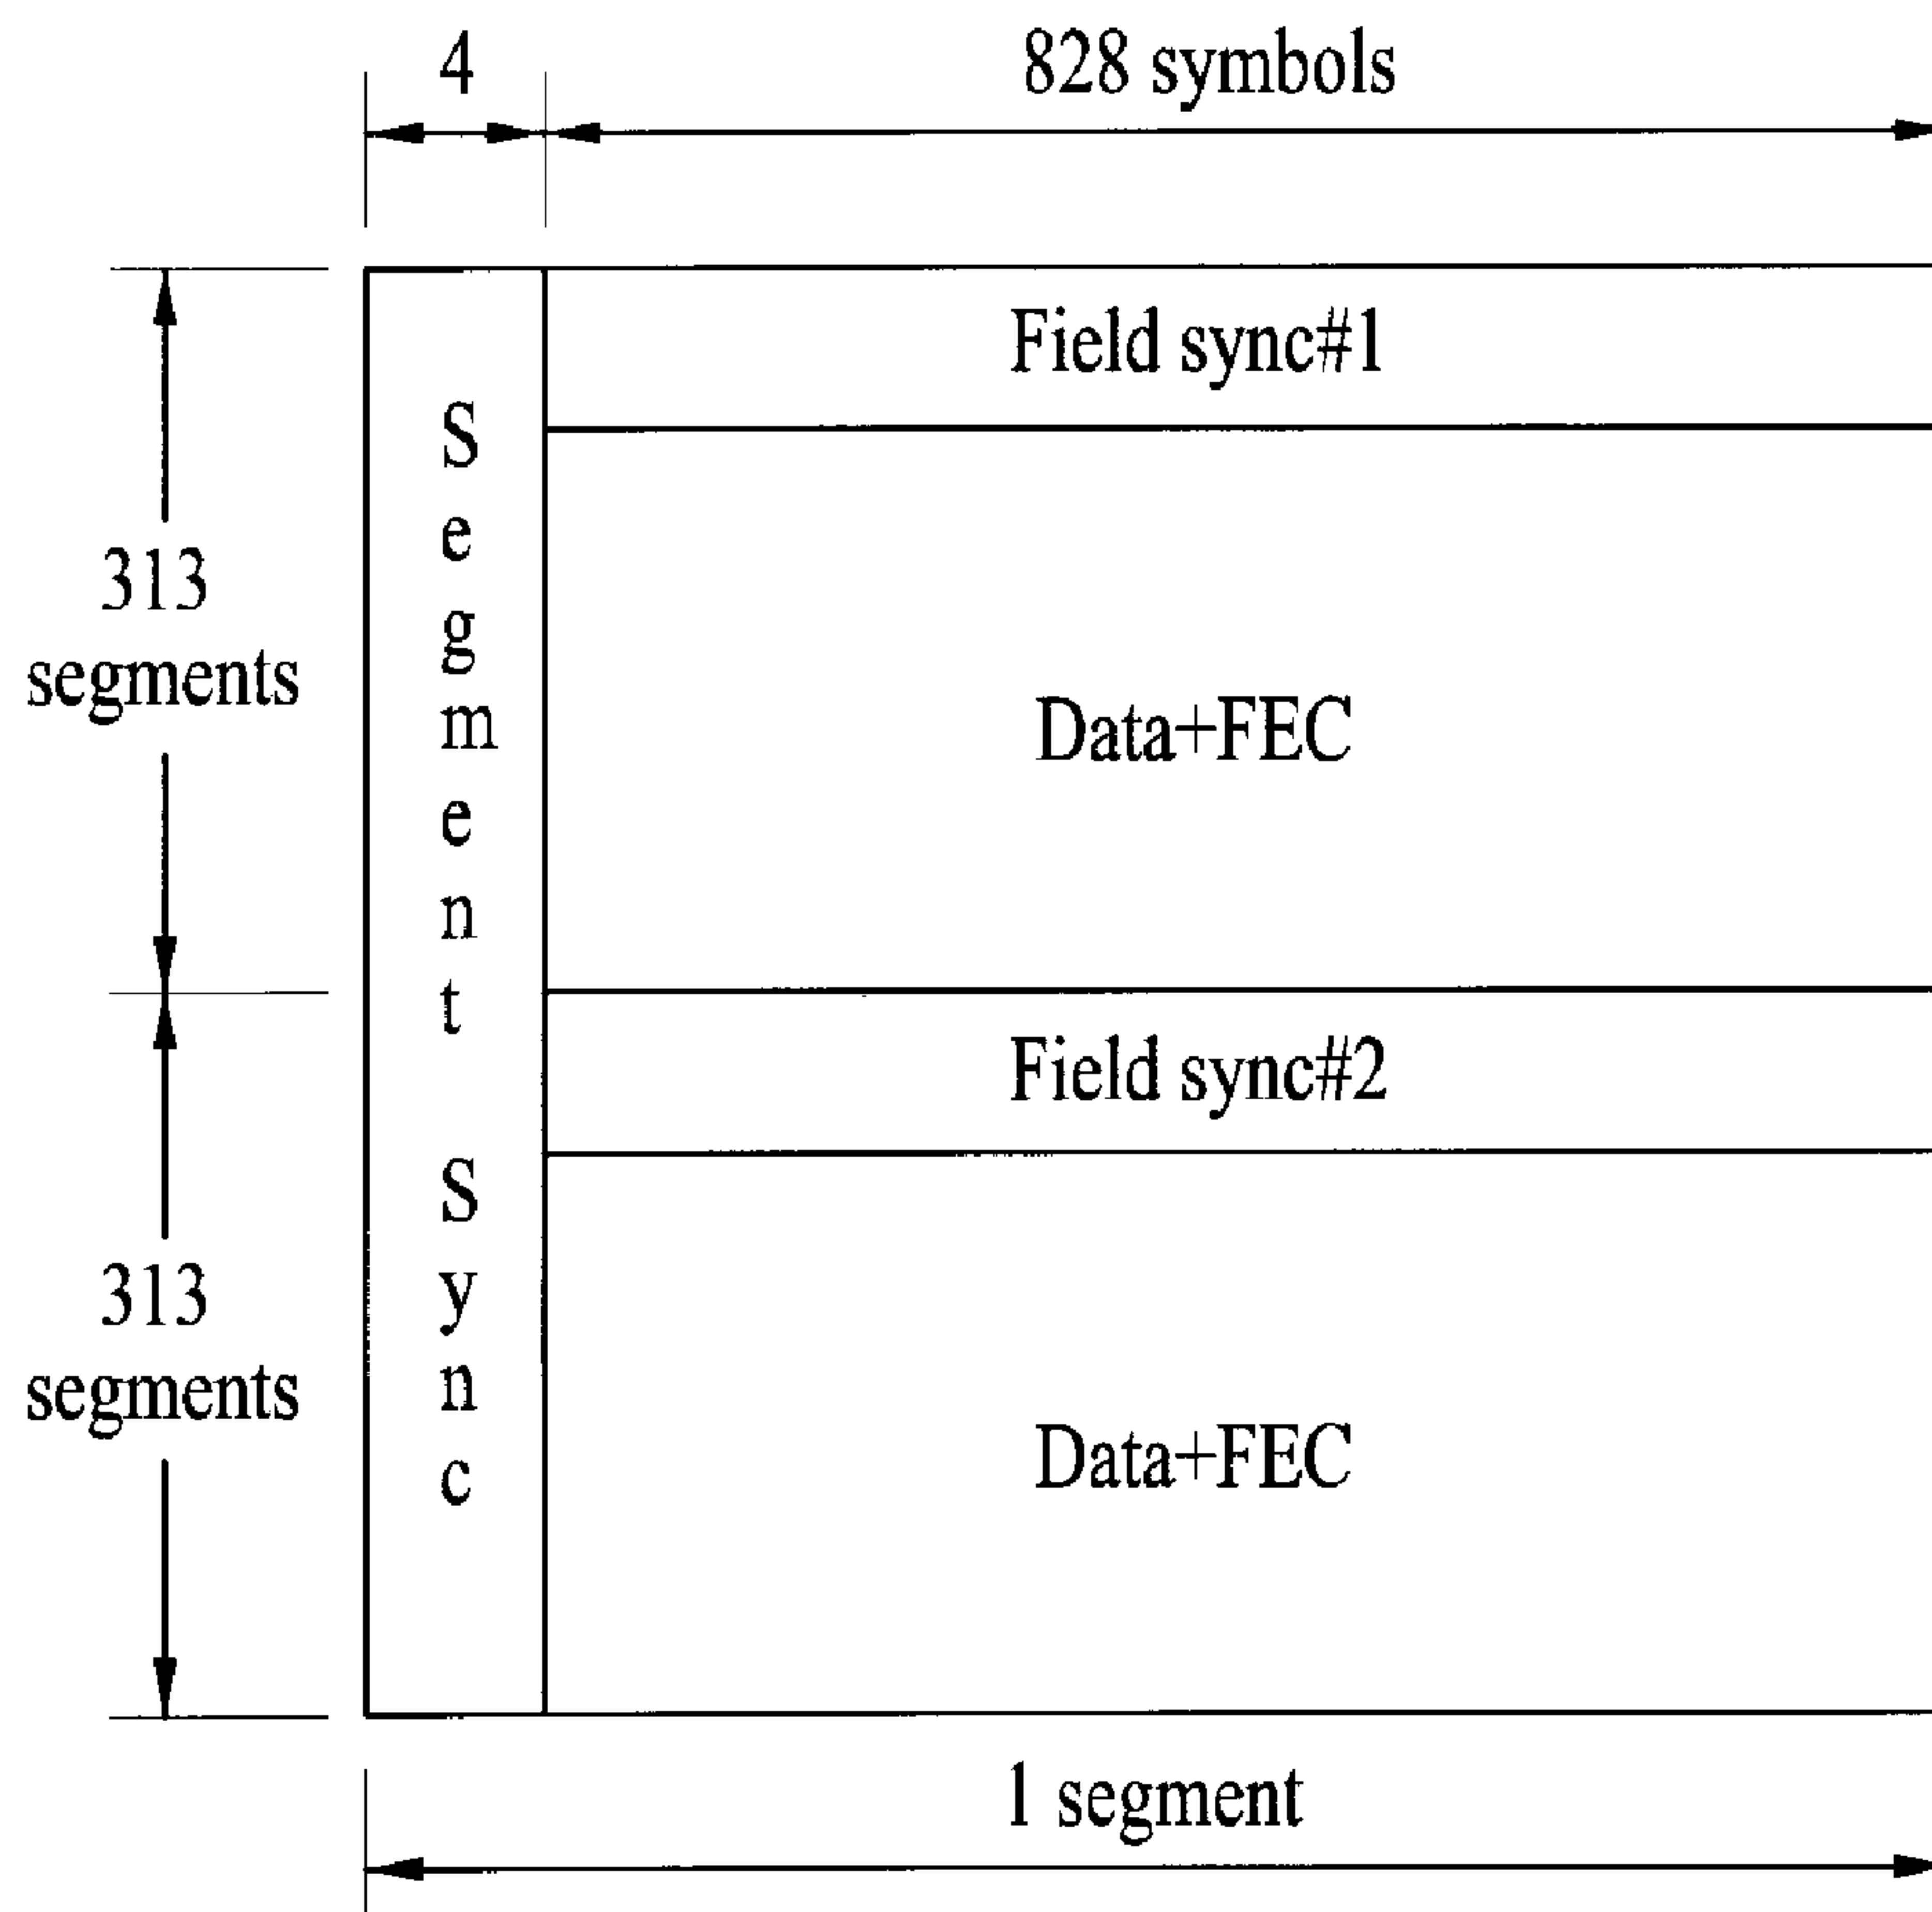 4
828 symbols
Field sync#1
313
segments
Segment Sync
Data+FEC
Field sync#2
313
segments
Data+FEC
1 segment